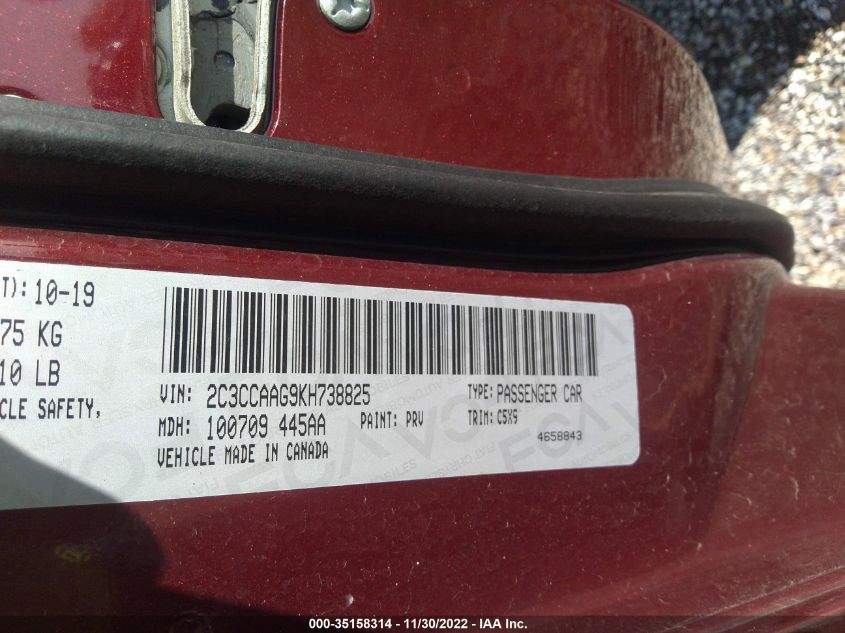 T): 10-19
75 KG
10 LB
CLE SAFETY,
VIN: 2C3CCAAG9KH738825
TYPE: PASSENGER CAR
MDH: 100709 445AA
PAINT: PRV
TRIM: C5X9
VEHICLE MADE IN CANADA
4658843
000-35158314 - 11/30/2022 - IAA Inc.